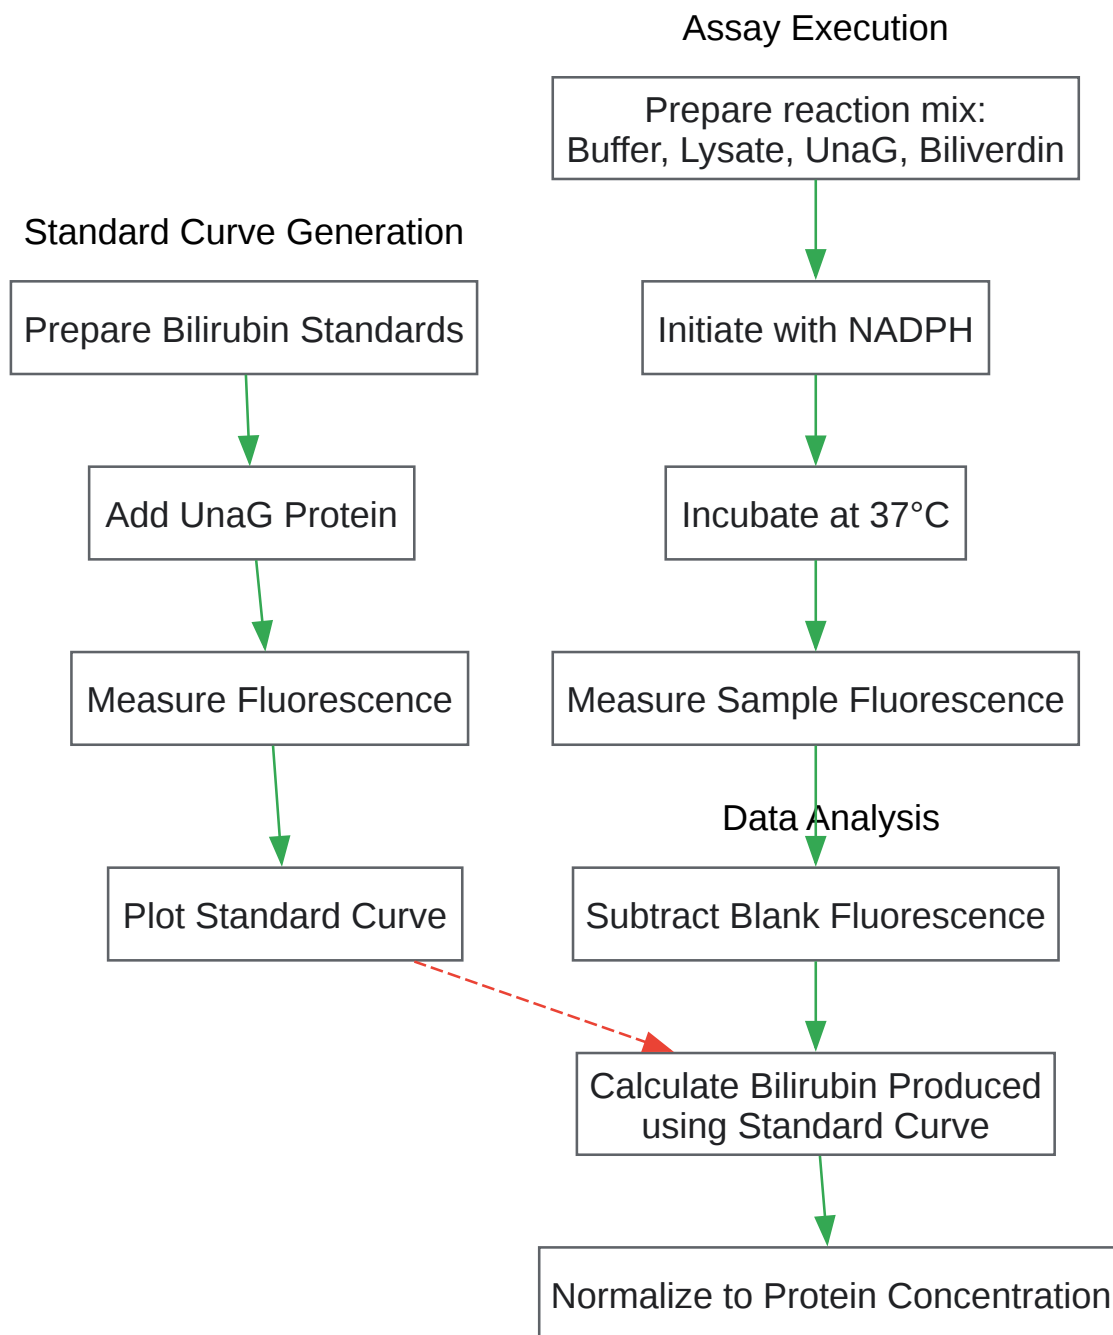 Assay Execution
Prepare reaction mix:
Buffer, Lysate, UnaG, Biliverdin
Standard Curve Generation
Prepare Bilirubin Standards
Initiate with NADPH
Add UnaG Protein
Incubate at 37°C
Measure Fluorescence
Measure Sample Fluorescence
Data Analysis
Plot Standard Curve
Subtract Blank Fluorescence
Calculate Bilirubin Produced
using Standard Curve
Normalize to Protein Concentration